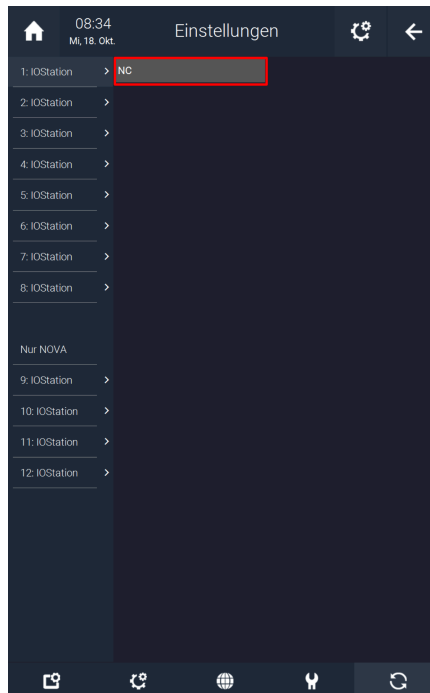 08:34
Mi, 18. Okt.
Einstellungen
1: IOStation
NC
2: IOStation
3: IOStation
4: IOStation
5: IOStation
6: IOStation
7: IOStation
8: IOStation
Nur NOVA
9: IOStation
10: IOStation
11: IOStation
12: IOStation